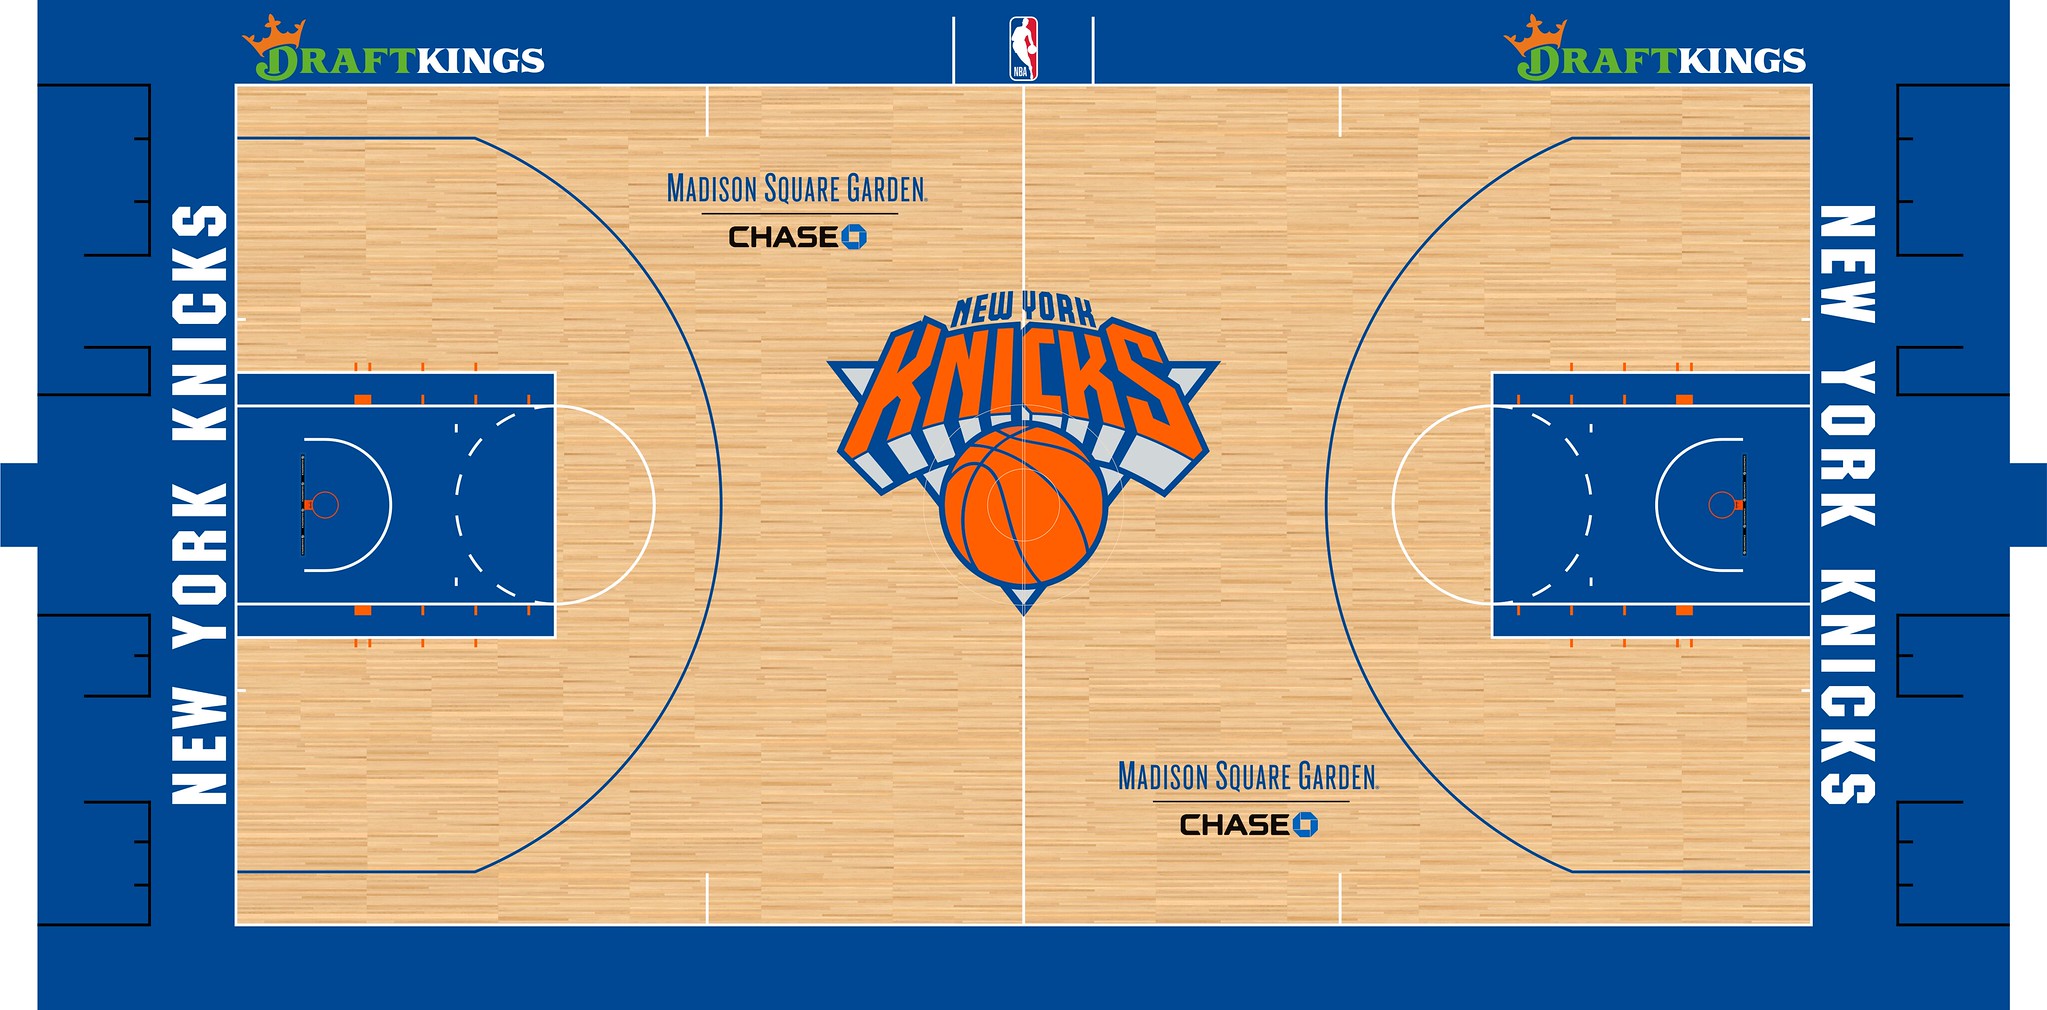 DRAFTKINGS
NBA
DRAFTKINGS
MADISON SQUARE GARDEN
CHASE
NEW YORK
KNICKS
NEW YORK KNICKS
NEW YORK KNICKS
MADISON SQUARE GARDEN
CHASE